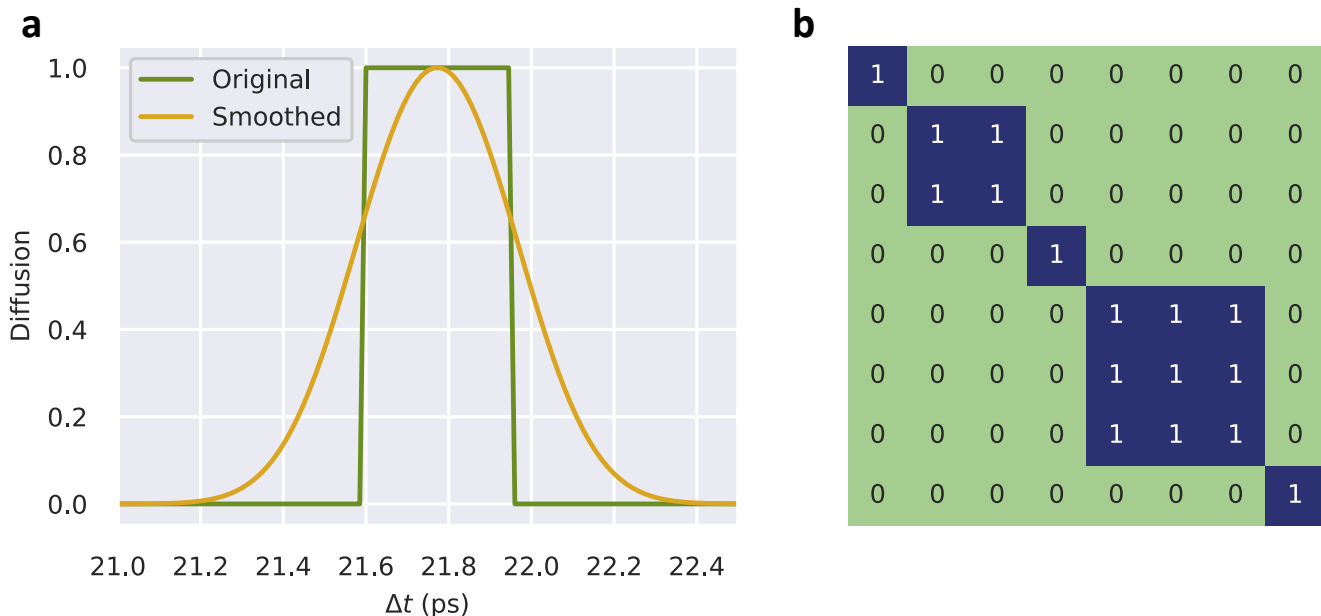 a
1.0
0.8
0.6
0.4
0.2
0.0
Diffusion
Original
Smoothed
21.0 21.2 21.4 21.6 21.8 22.0 22.2 22.4
Δt (ps)
b
1 0 0 0 0 0 0 0
0 1 1 0 0 0 0 0
0 1 1 0 0 0 0 0
0 0 0 1 0 0 0 0
0 0 0 0 1 1 1 0
0 0 0 0 1 1 1 0
0 0 0 0 1 1 1 0
0 0 0 0 0 0 0 1